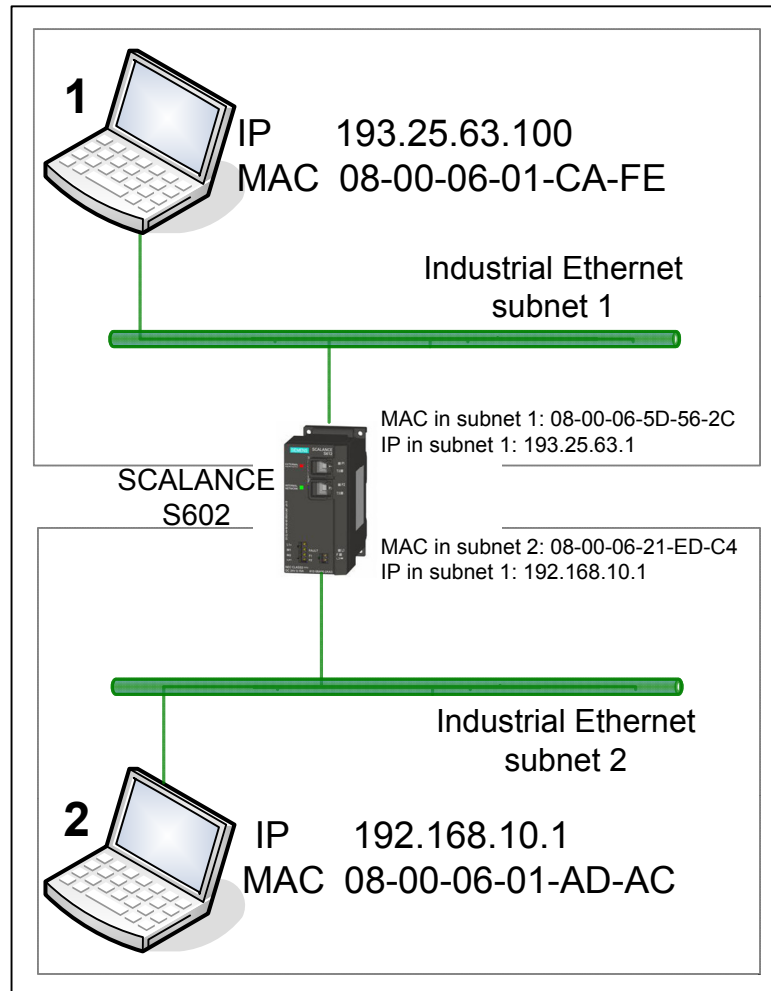 1
IP 193.25.63.100
MAC 08-00-06-01-CA-FE
Industrial Ethernet
subnet 1
MAC in subnet 1: 08-00-06-5D-56-2C
IP in subnet 1: 193.25.63.1
SIEMENS SCALANCE
SCALANCE
S602
MAC in subnet 2: 08-00-06-21-ED-C4
IP in subnet 1: 192.168.10.1
Industrial Ethernet
subnet 2
2
IP 192.168.10.1
MAC 08-00-06-01-AD-AC